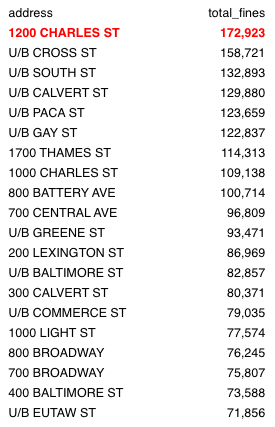 address total_fines
1200 CHARLES ST 172,923
U/B CROSS ST 158,721
U/B SOUTH ST 132,893
U/B CALVERT ST 129,880
U/B PACA ST 123,659
U/B GAY ST 122,837
1700 THAMES ST 114,313
1000 CHARLES ST 109,138
800 BATTERY AVE 100,714
700 CENTRAL AVE 96,809
U/B GREENE ST 93,471
200 LEXINGTON ST 86,969
U/B BALTIMORE ST 82,857
300 CALVERT ST 80,371
U/B COMMERCE ST 79,035
1000 LIGHT ST 77,574
800 BROADWAY 76,245
700 BROADWAY 75,807
400 BALTIMORE ST 73,588
U/B EUTAW ST 71,856